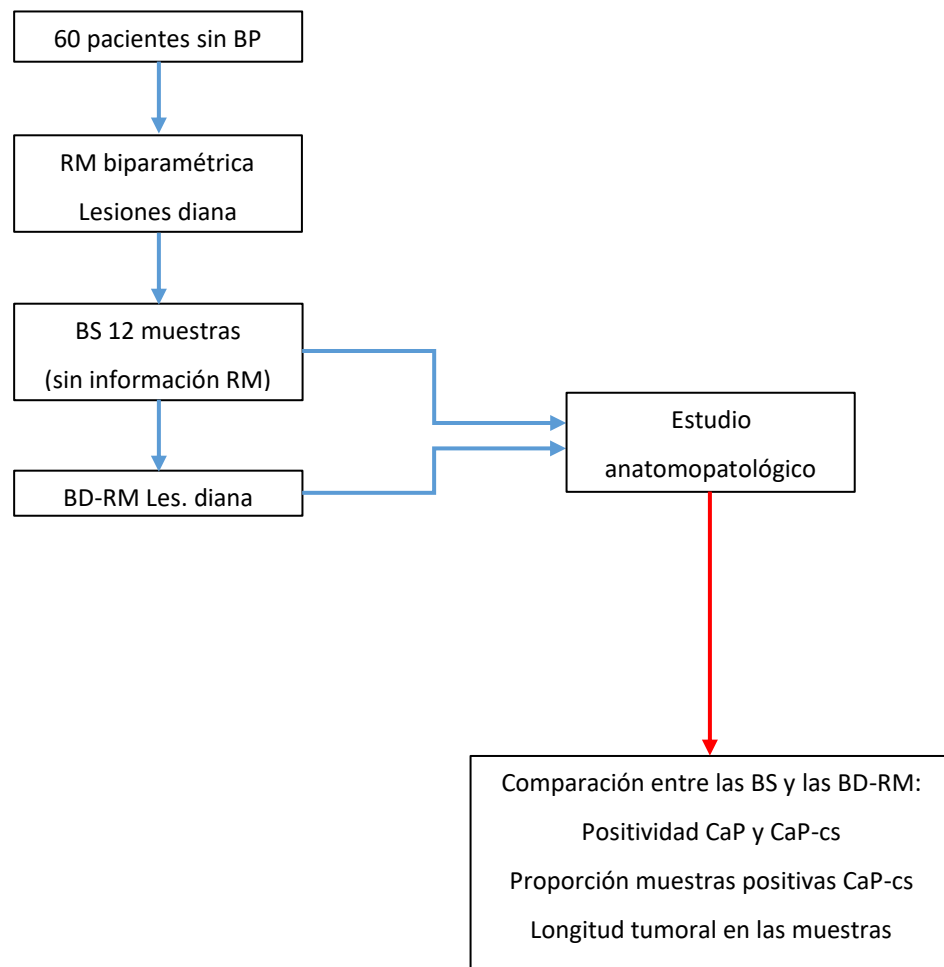 60 pacientes sin BP
RM biparamétrica
Lesiones diana
BS 12 muestras
(sin información RM)
BD-RM Les. diana
Estudio
anatomopatológico
Comparación entre las BS y las BD-RM:
Positividad CaP y CaP-cs
Proporción muestras positivas CaP-cs
Longitud tumoral en las muestras